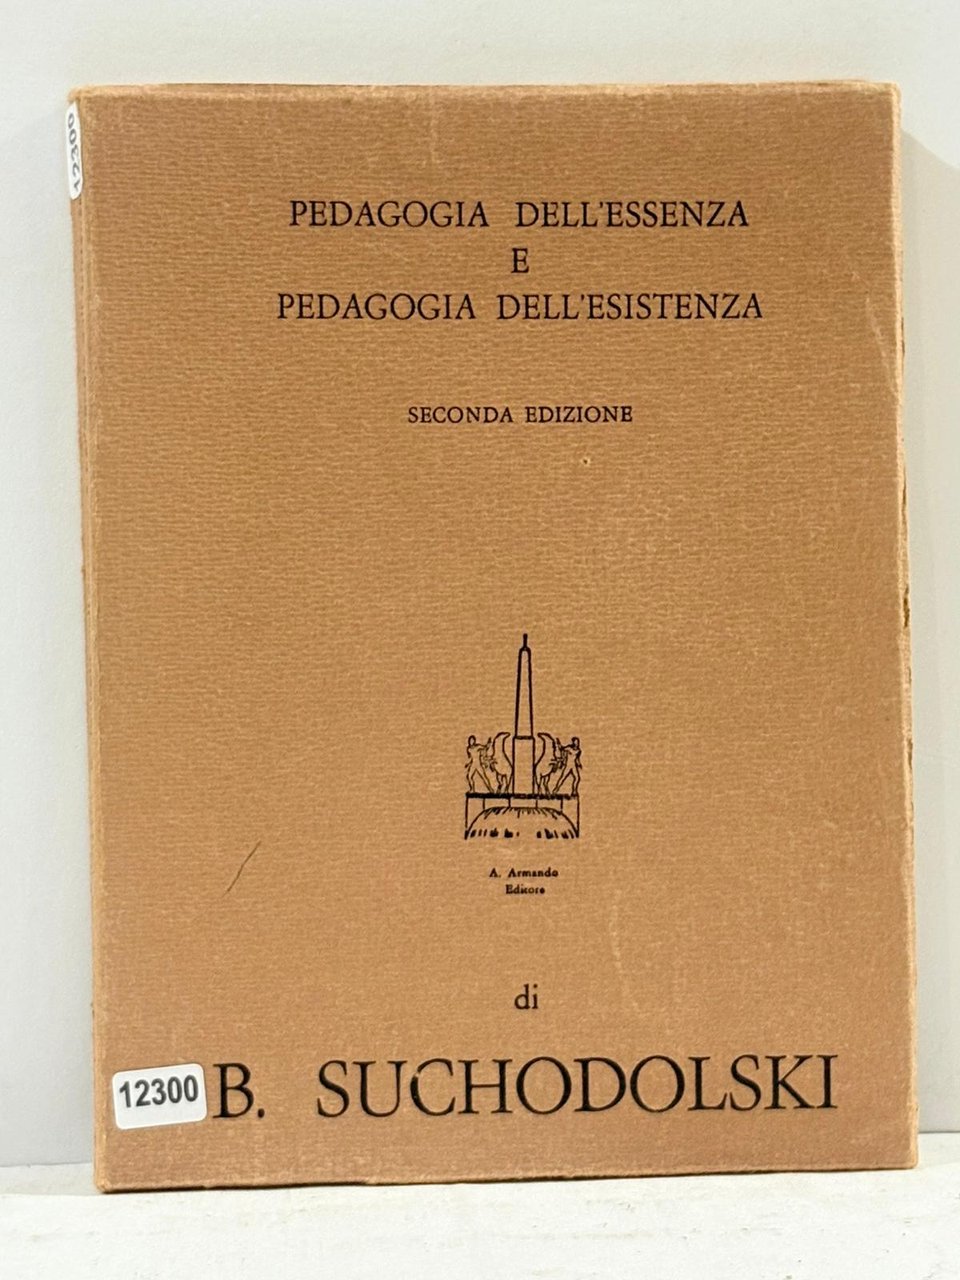 12300
PEDAGOGIA DELL'ESSENZA
E
PEDAGOGIA DELL'ESISTENZA
SECONDA EDIZIONE
A. Armando
Editore
di
12300
B. SUCHODOLSKI